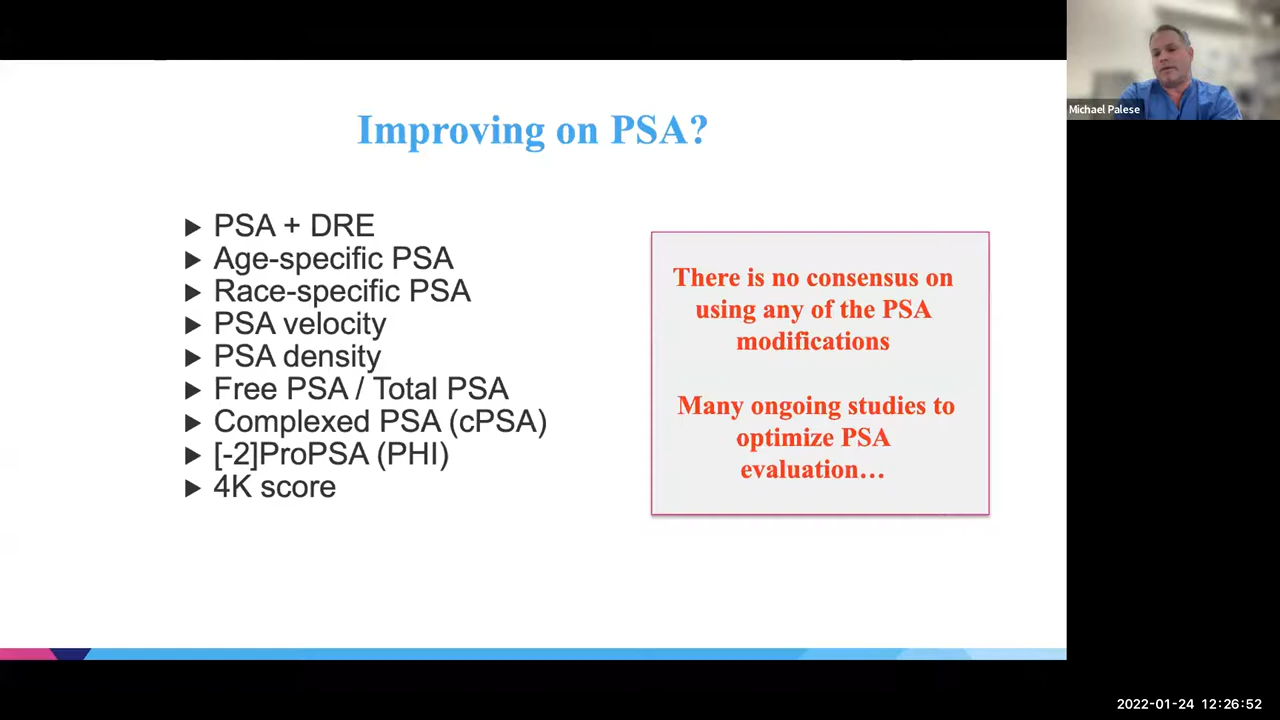 Improving on PSA?
PSA + DRE
Age-specific PSA
Race-specific PSA
PSA velocity
PSA density
Free PSA / Total PSA
Complexed PSA (cPSA)
[-2]ProPSA (PHI)
4K score
There is no consensus on
using any of the PSA
modifications
Many ongoing studies to
optimize PSA
evaluation…
Michael Palese
2022-01-24 12:26:52